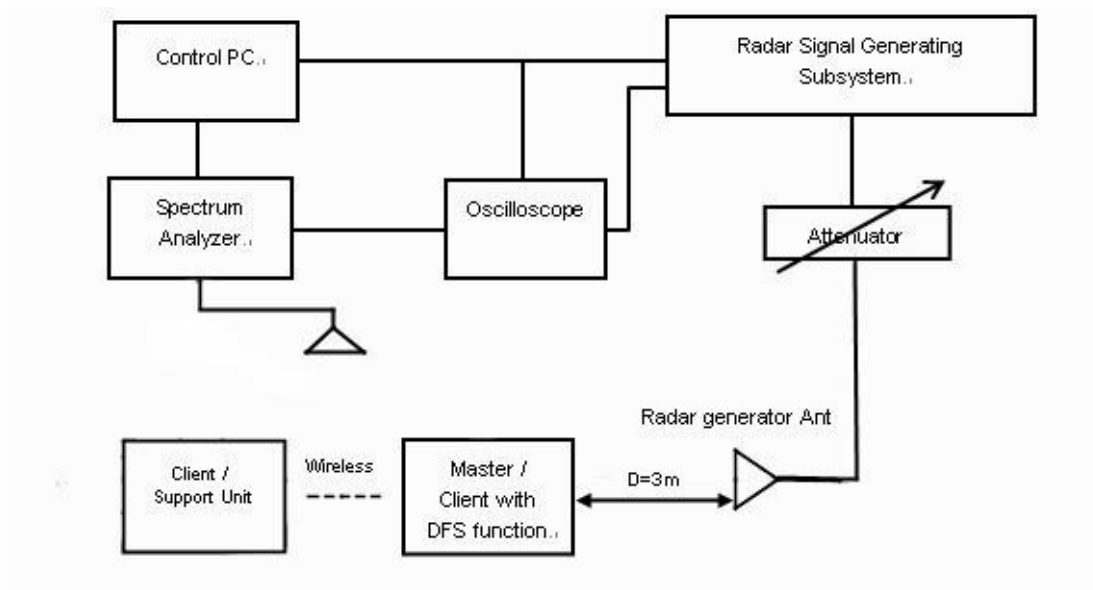 Control PC.
Radar Signal Generating
Subsystem.
Spectrum
Analyzer.
Oscilloscope
Attenuator
Radar generator Ant
Client /
Support Unit
Wireless
Master /
Client with
DFS function.
D=3m